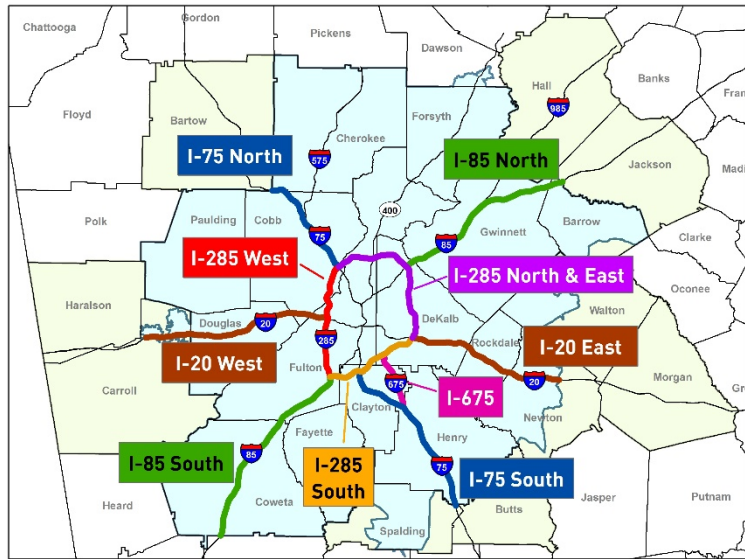 Chattooga
Gordon
Pickens
Dawson
Hall
Banks
Fran
Floyd
Bartow
Cherokee
Forsyth
985
575
I-75 North
I-85 North
Jackson
Madi
Polk
Paulding
Cobb
75
400
85
Gwinnett
Barrow
Clarke
I-285 West
I-285 North & East
Oconee
Haralson
Douglas
20
285
DeKalb
Walton
I-20 West
Fulton
Rockdale
I-20 East
Carroll
675
I-675
20
Morgan
Gre
Clayton
Newton
I-85 South
85
Fayette
Henry
I-285
South
75
I-75 South
Heard
Coweta
Spalding
Butts
Jasper
Putnam